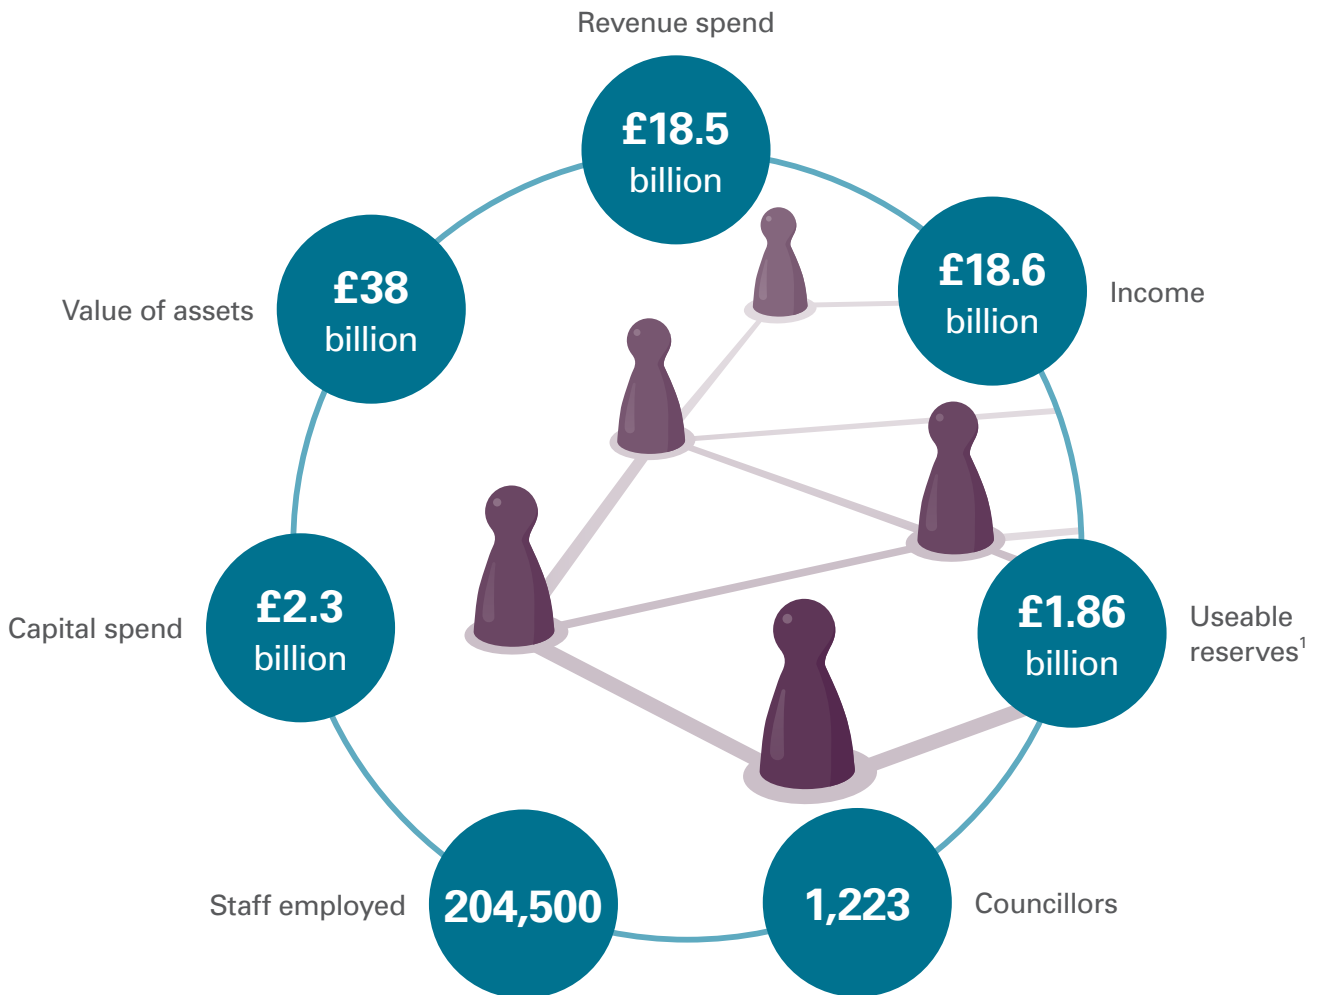 Revenue spend
£18.5
billion
£18.6
billion
Income
£38
billion
Value of assets
£2.3
billion
Capital spend
£1.86
billion
Useable
reserves¹
Staff employed
204,500
1,223
Councillors